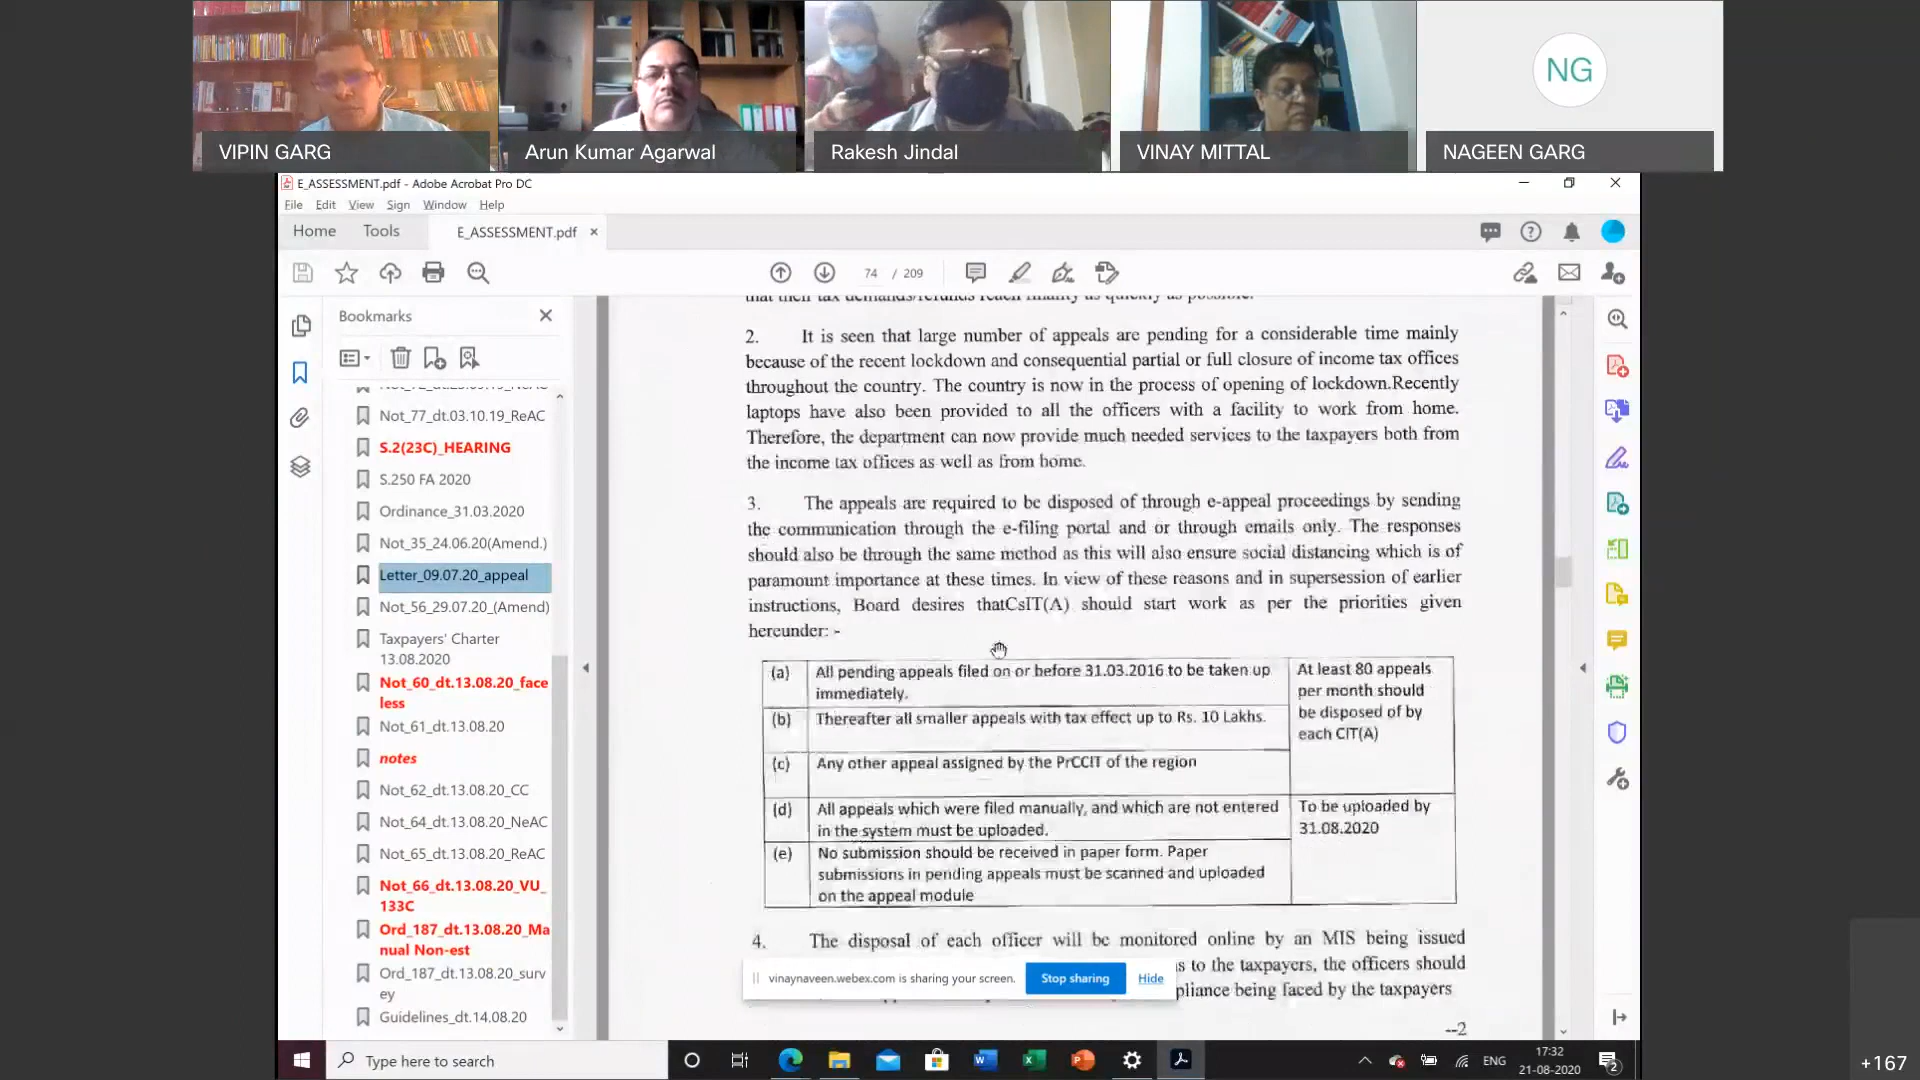 VIPIN GARG
Arun Kumar Agarwal
Rakesh Jindal
VINAY MITTAL
NG
NAGEEN GARG
E_ASSESSMENT.pdf - Adobe Acrobat Pro DC
File Edit View Sign Window Help
Home Tools E_ASSESSMENT.pdf ×
74 / 209
Bookmarks
Not_77_dt.03.10.19_ReAC
S.2(23C)_HEARING
S.250 FA 2020
Ordinance_31.03.2020
Not_35_24.06.20(Amend.)
Letter_09.07.20_appeal
Not_56_29.07.20_(Amend)
Taxpayers' Charter
13.08.2020
Not_60_dt.13.08.20_face
less
Not_61_dt.13.08.20
notes
Not_62_dt.13.08.20_CC
Not_64_dt.13.08.20_NeAC
Not_65_dt.13.08.20_ReAC
Not_66_dt.13.08.20_VU_
133C
Ord_187_dt.13.08.20_Ma
nual Non-est
Ord_187_dt.13.08.20_surv
ey
Guidelines_dt.14.08.20
that their tax demands/refunds reach finality as quickly as possible.
2. It is seen that large number of appeals are pending for a considerable time mainly
because of the recent lockdown and consequential partial or full closure of income tax offices
throughout the country. The country is now in the process of opening of lockdown.Recently
laptops have also been provided to all the officers with a facility to work from home.
Therefore, the department can now provide much needed services to the taxpayers both from
the income tax offices as well as from home.
3. The appeals are required to be disposed of through e-appeal proceedings by sending
the communication through the e-filing portal and or through emails only. The responses
should also be through the same method as this will also ensure social distancing which is of
paramount importance at these times. In view of these reasons and in supersession of earlier
instructions, Board desires thatCsIT(A) should start work as per the priorities given
hereunder: -
(a) All pending appeals filed on or before 31.03.2016 to be taken up
immediately.
At least 80 appeals
per month should
be disposed of by
each CIT(A)
(b) Thereafter all smaller appeals with tax effect up to Rs. 10 Lakhs.
(c) Any other appeal assigned by the PrCCIT of the region
(d) All appeals which were filed manually, and which are not entered
in the system must be uploaded.
To be uploaded by
31.08.2020
(e) No submission should be received in paper form. Paper
submissions in pending appeals must be scanned and uploaded
on the appeal module
4. The disposal of each officer will be monitored online by an MIS being issued
s to the taxpayers, the officers should
pliance being faced by the taxpayers
--2
vinaynaveen.webex.com is sharing your screen. Stop sharing Hide
Type here to search
ENG
17:32
21-08-2020
2
+167